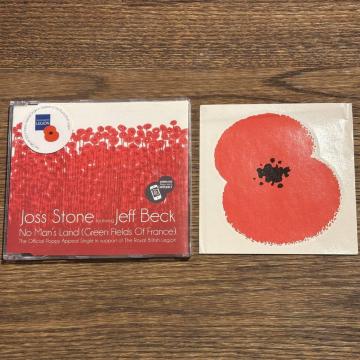 LEGION
Joss Stone featuring Jeff Beck
No Man's Land (Green Fields Of France)
The Official Poppy Appeal Single in support of The Royal British Legion